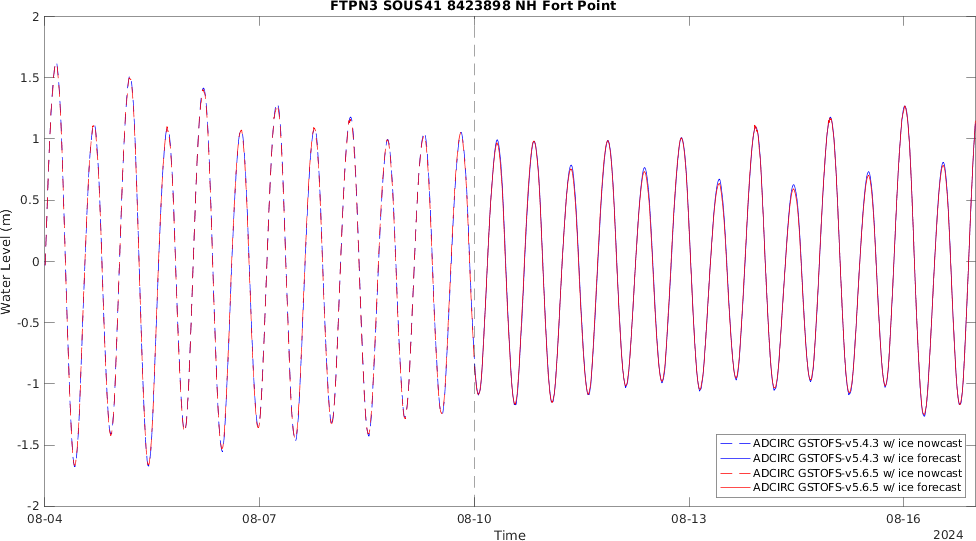 FTPN3 SOUS41 8423898 NH Fort Point
2
1.5
1
0.5
0
-0.5
-1
-1.5
-2
Water Level (m)
08-04
08-07
08-10
08-13
08-16
Time
2024
ADCIRC GSTOFS-v5.4.3 w/ ice nowcast
ADCIRC GSTOFS-v5.4.3 w/ ice forecast
ADCIRC GSTOFS-v5.6.5 w/ ice nowcast
ADCIRC GSTOFS-v5.6.5 w/ ice forecast